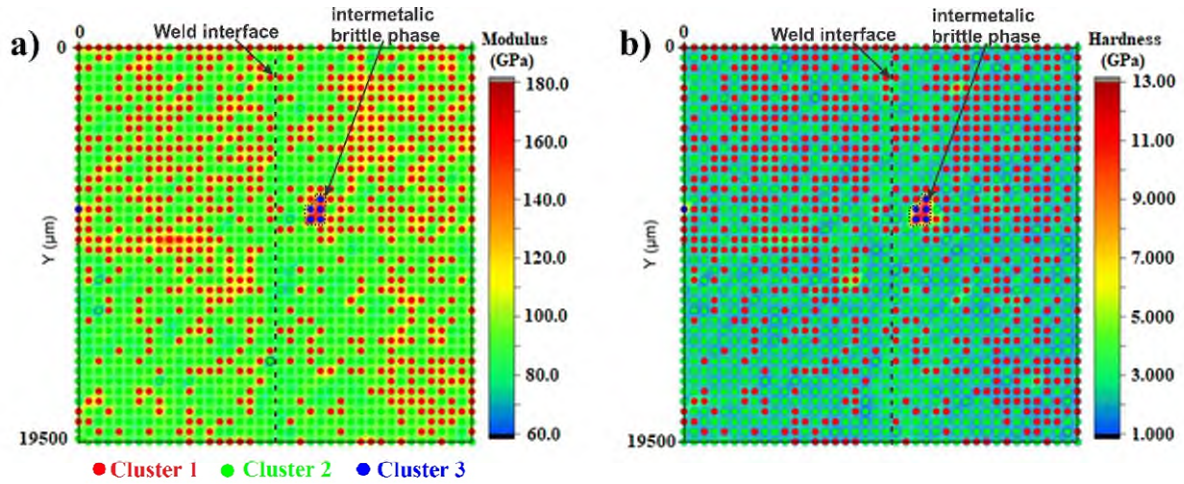 a)
Weld interface
intermetalic
brittle phase
Modulus
(GPa)
0
Y (µm)
19500
180.0
160.0
140.0
120.0
100.0
80.0
60.0
Cluster 1
Cluster 2
Cluster 3
b)
Weld interface
intermetalic
brittle phase
Hardness
(GPa)
0
Y (µm)
19500
13.00
11.00
9.000
7.000
5.000
3.000
1.000